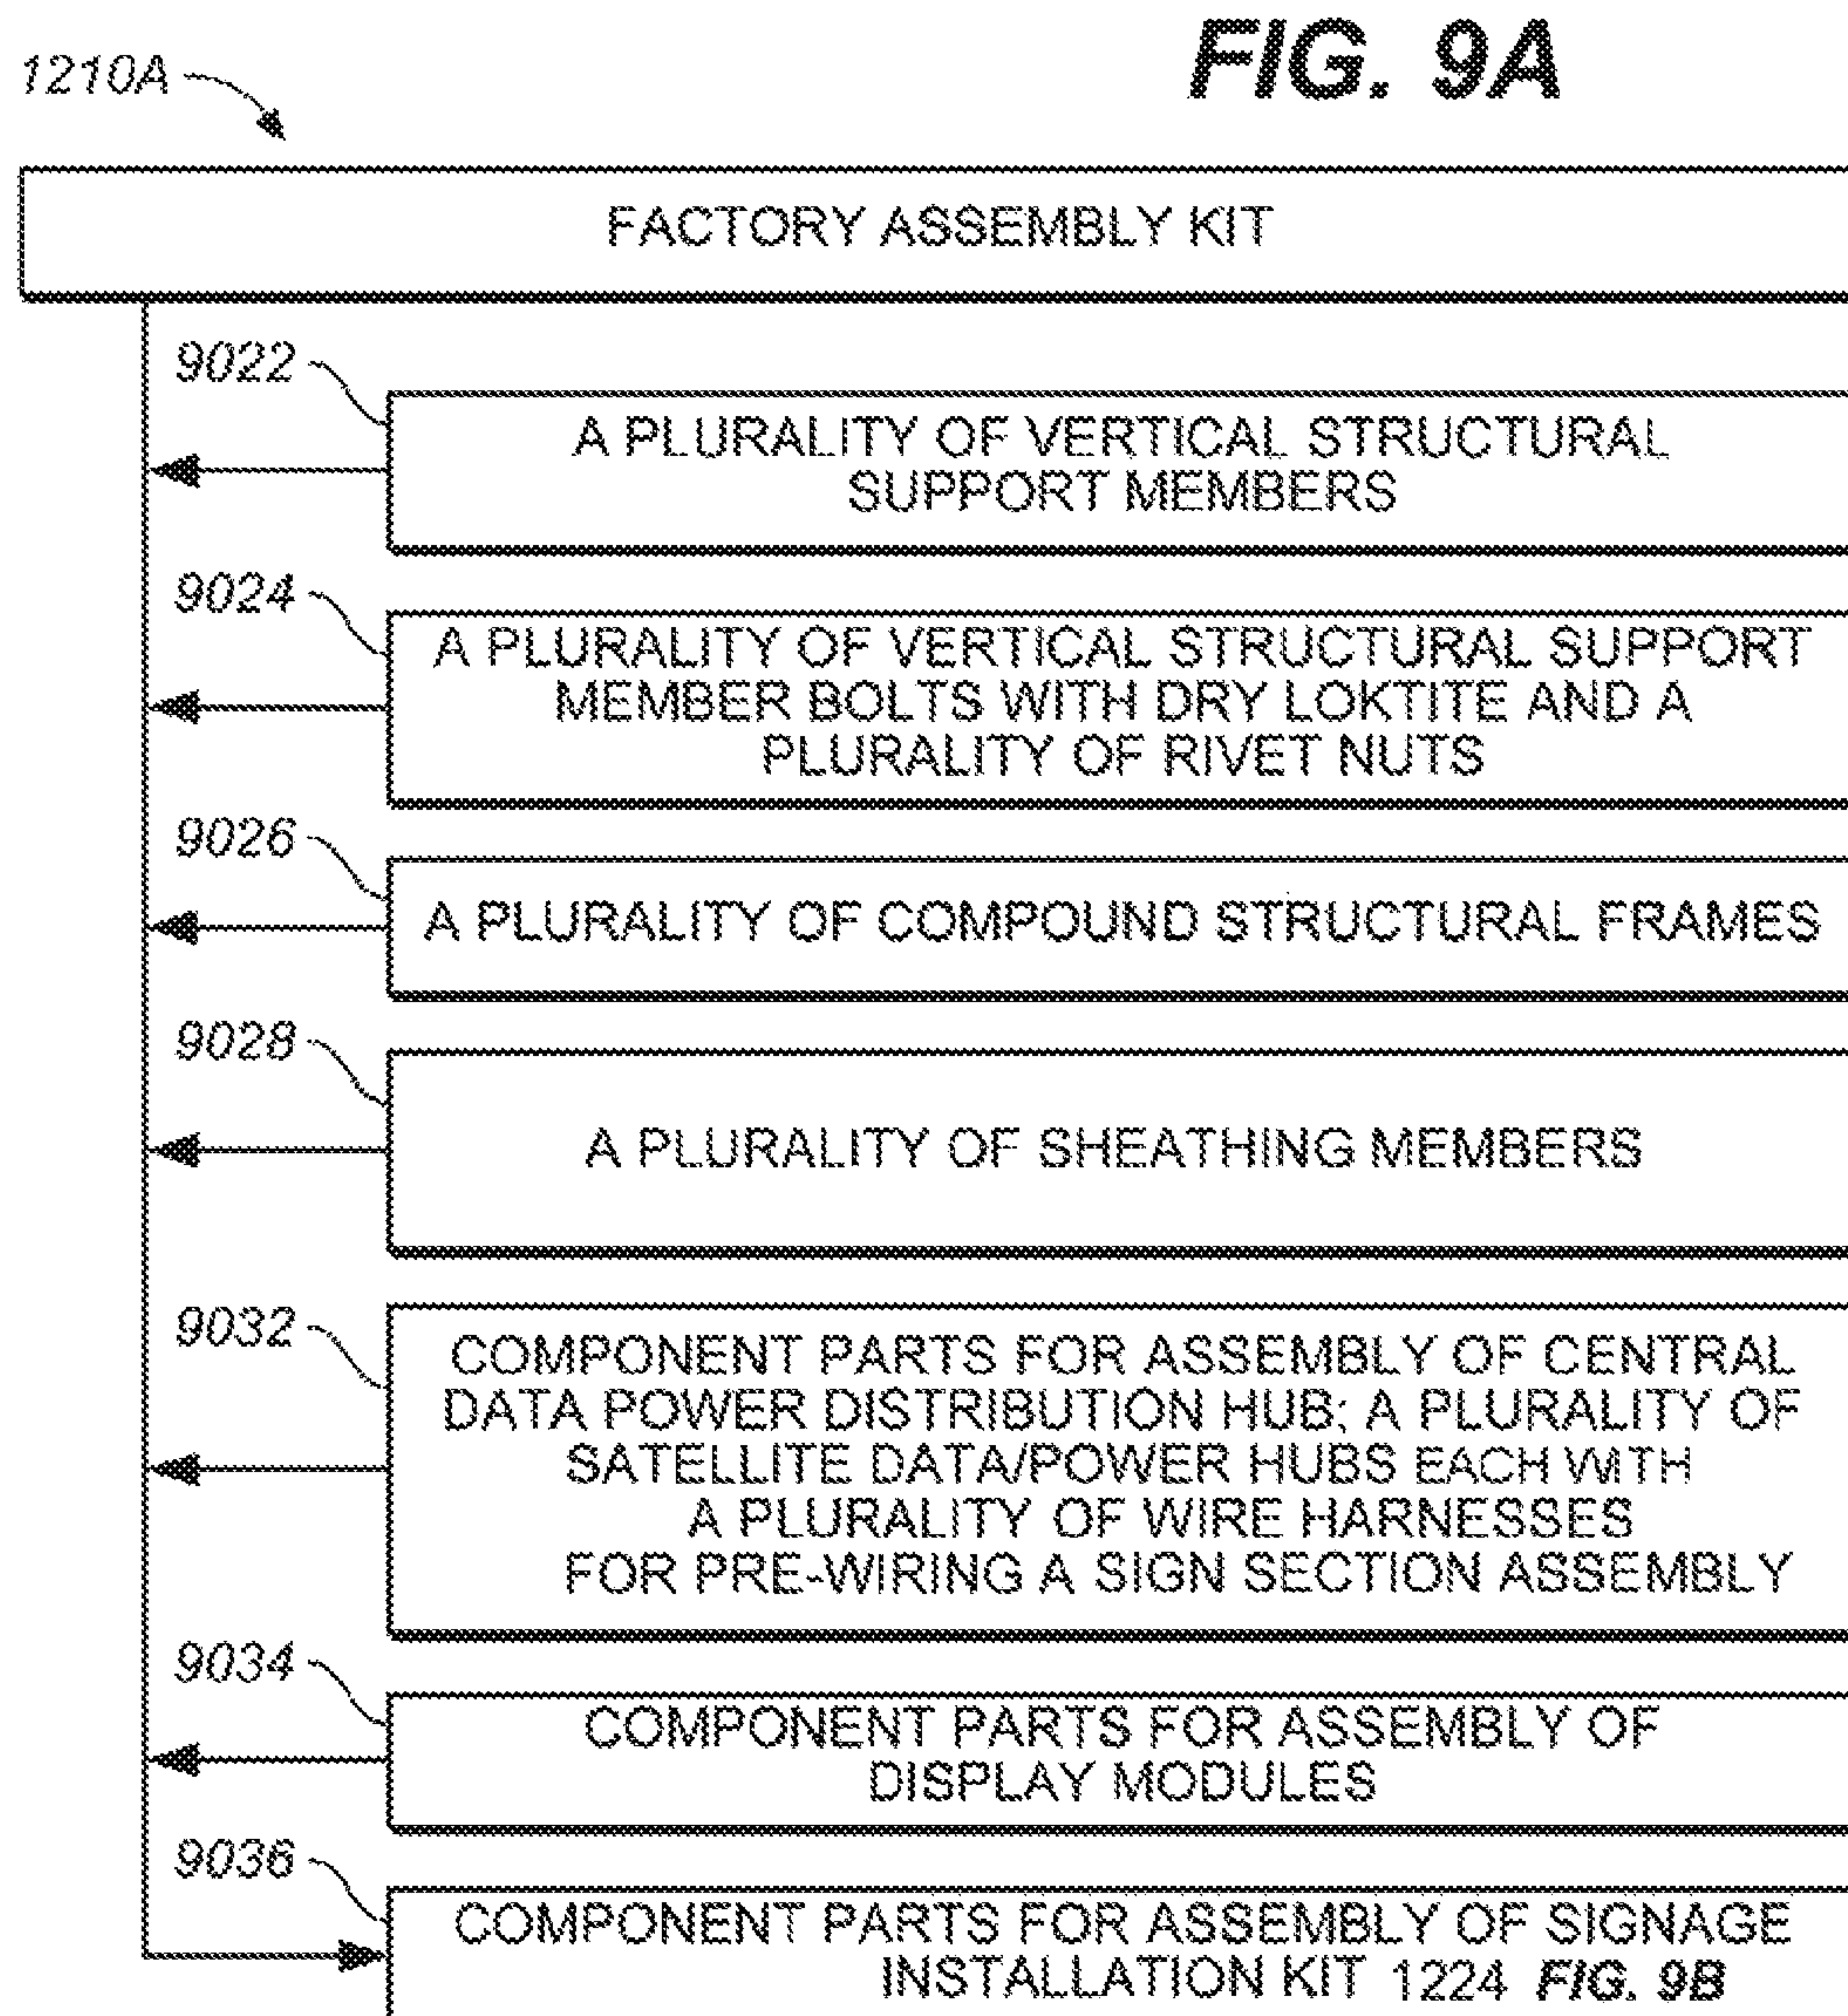 FIG. 9A
1210A
FACTORY ASSEMBLY KIT
9022
A PLURALITY OF VERTICAL STRUCTURAL
SUPPORT MEMBERS
9024
A PLURALITY OF VERTICAL STRUCTURAL SUPPORT
MEMBER BOLTS WITH DRY LOKTITE AND A
PLURALITY OF RIVET NUTS
9026
A PLURALITY OF COMPOUND STRUCTURAL FRAMES
9028
A PLURALITY OF SHEATHING MEMBERS
9032
COMPONENT PARTS FOR ASSEMBLY OF CENTRAL
DATA POWER DISTRIBUTION HUB; A PLURALITY OF
SATELLITE DATA/POWER HUBS EACH WITH
A PLURALITY OF WIRE HARNESSES
FOR PRE-WIRING A SIGN SECTION ASSEMBLY
9034
COMPONENT PARTS FOR ASSEMBLY OF
DISPLAY MODULES
9036
COMPONENT PARTS FOR ASSEMBLY OF SIGNAGE
INSTALLATION KIT 1224 FIG. 9B